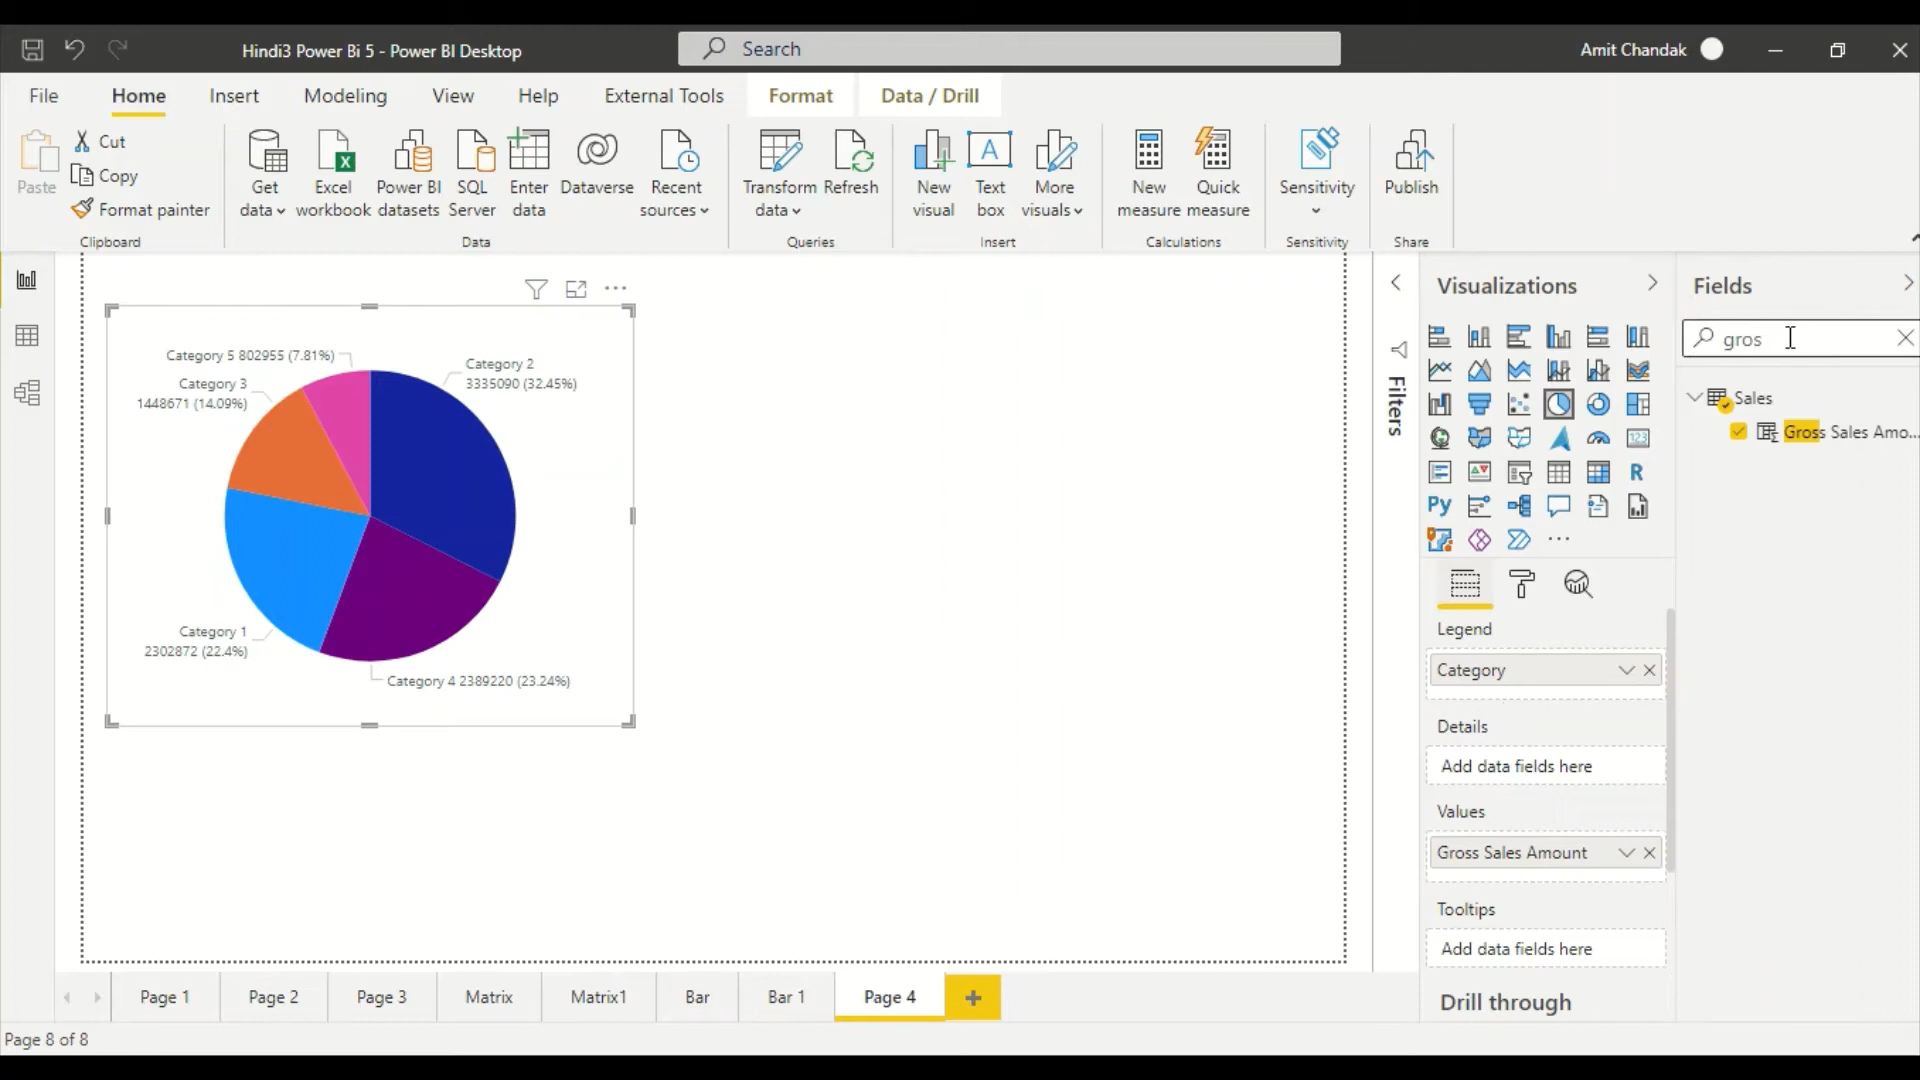 Hindi3 Power Bi 5 - Power BI Desktop
Search
Amit Chandak
File
Home
Insert
Modeling
View
Help
External Tools
Format
Data / Drill
Paste
Cut
Copy
Format painter
Clipboard
Get data
Excel workbook
Power BI datasets
SQL Server
Enter data
Dataverse
Recent sources
Data
Transform data
Refresh
Queries
New visual
Text box
More visuals
Insert
New measure
Quick measure
Calculations
Sensitivity
Sensitivity
Publish
Share
Category 5 802955 (7.81%)
Category 3
1448671 (14.09%)
Category 2
3335090 (32.45%)
Category 1
2302872 (22.4%)
Category 4 2389220 (23.24%)
Filters
Visualizations
123
R
Py
Legend
Category
Details
Add data fields here
Values
Gross Sales Amount
Tooltips
Add data fields here
Drill through
Fields
gros
Sales
Gross Sales Amo...
Page 1
Page 2
Page 3
Matrix
Matrix1
Bar
Bar 1
Page 4
Page 8 of 8